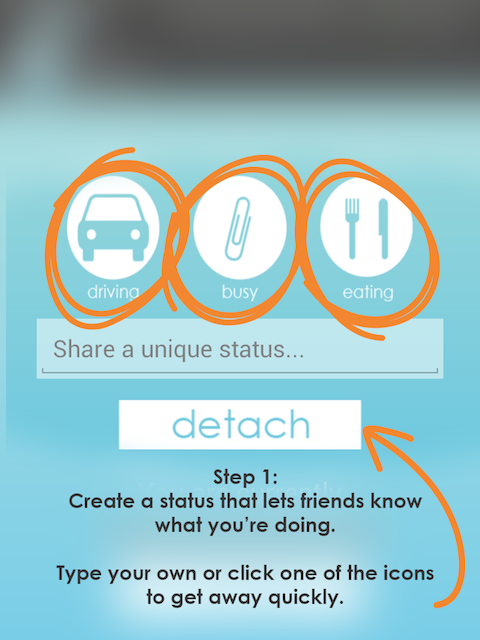 driving busy eating
Share a unique status...
detach
Step 1:
Create a status that lets friends know
what you're doing.
Type your own or click one of the icons
to get away quickly.